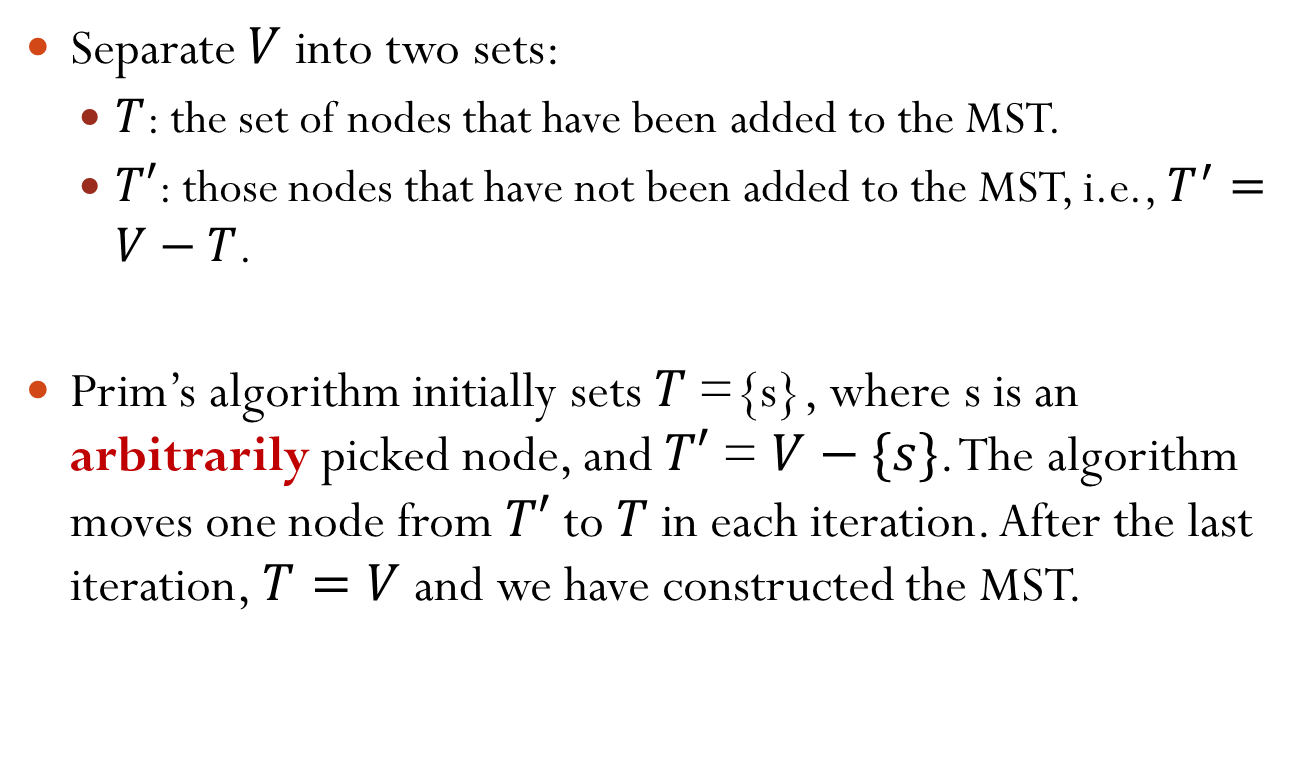 • Separate V into two sets:
• T: the set of nodes that have been added to the MST.
• T′: those nodes that have not been added to the MST, i.e., T′ =
V − T.
• Prim’s algorithm initially sets T ={s}, where s is an
arbitrarily picked node, and T′ = V − {s}. The algorithm
moves one node from T′ to T in each iteration. After the last
iteration, T = V and we have constructed the MST.